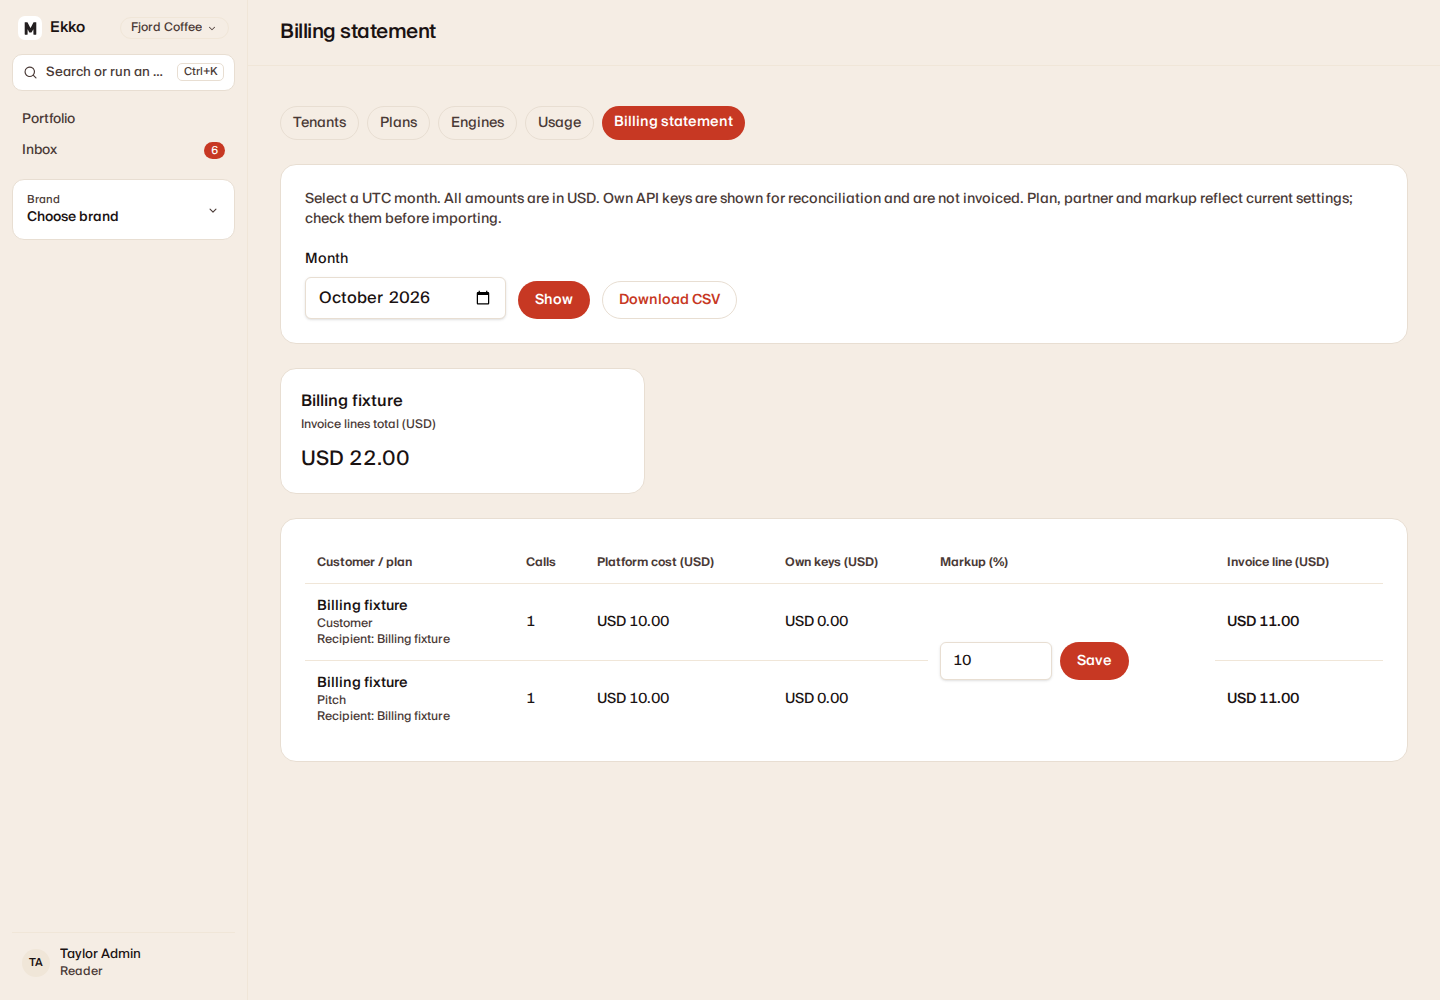 Ekko
Fjord Coffee
Search or run an ...
Ctrl+K
Portfolio
Inbox
6
Brand
Choose brand
TA
Taylor Admin
Reader
Billing statement
Tenants
Plans
Engines
Usage
Billing statement
Select a UTC month. All amounts are in USD. Own API keys are shown for reconciliation and are not invoiced. Plan, partner and markup reflect current settings;
check them before importing.
Month
October 2026
Show
Download CSV
Billing fixture
Invoice lines total (USD)
USD 22.00
Customer / plan Calls Platform cost (USD) Own keys (USD) Markup (%) Invoice line (USD)
Billing fixture
Customer
Recipient: Billing fixture
1 USD 10.00 USD 0.00 USD 11.00
10 Save
Billing fixture
Pitch
Recipient: Billing fixture
1 USD 10.00 USD 0.00 USD 11.00